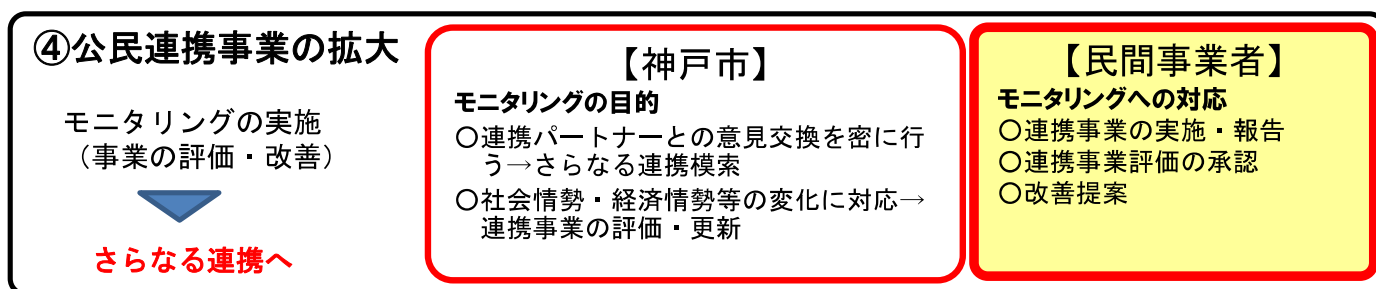 ④公民連携事業の拡大
モニタリングの実施
（事業の評価・改善）
さらなる連携へ
【神戸市】
モニタリングの目的
○連携パートナーとの意見交換を密に行
う→さらなる連携模索
○社会情勢・経済情勢等の変化に対応→
連携事業の評価・更新
【民間事業者】
モニタリングへの対応
○連携事業の実施・報告
○連携事業評価の承認
○改善提案